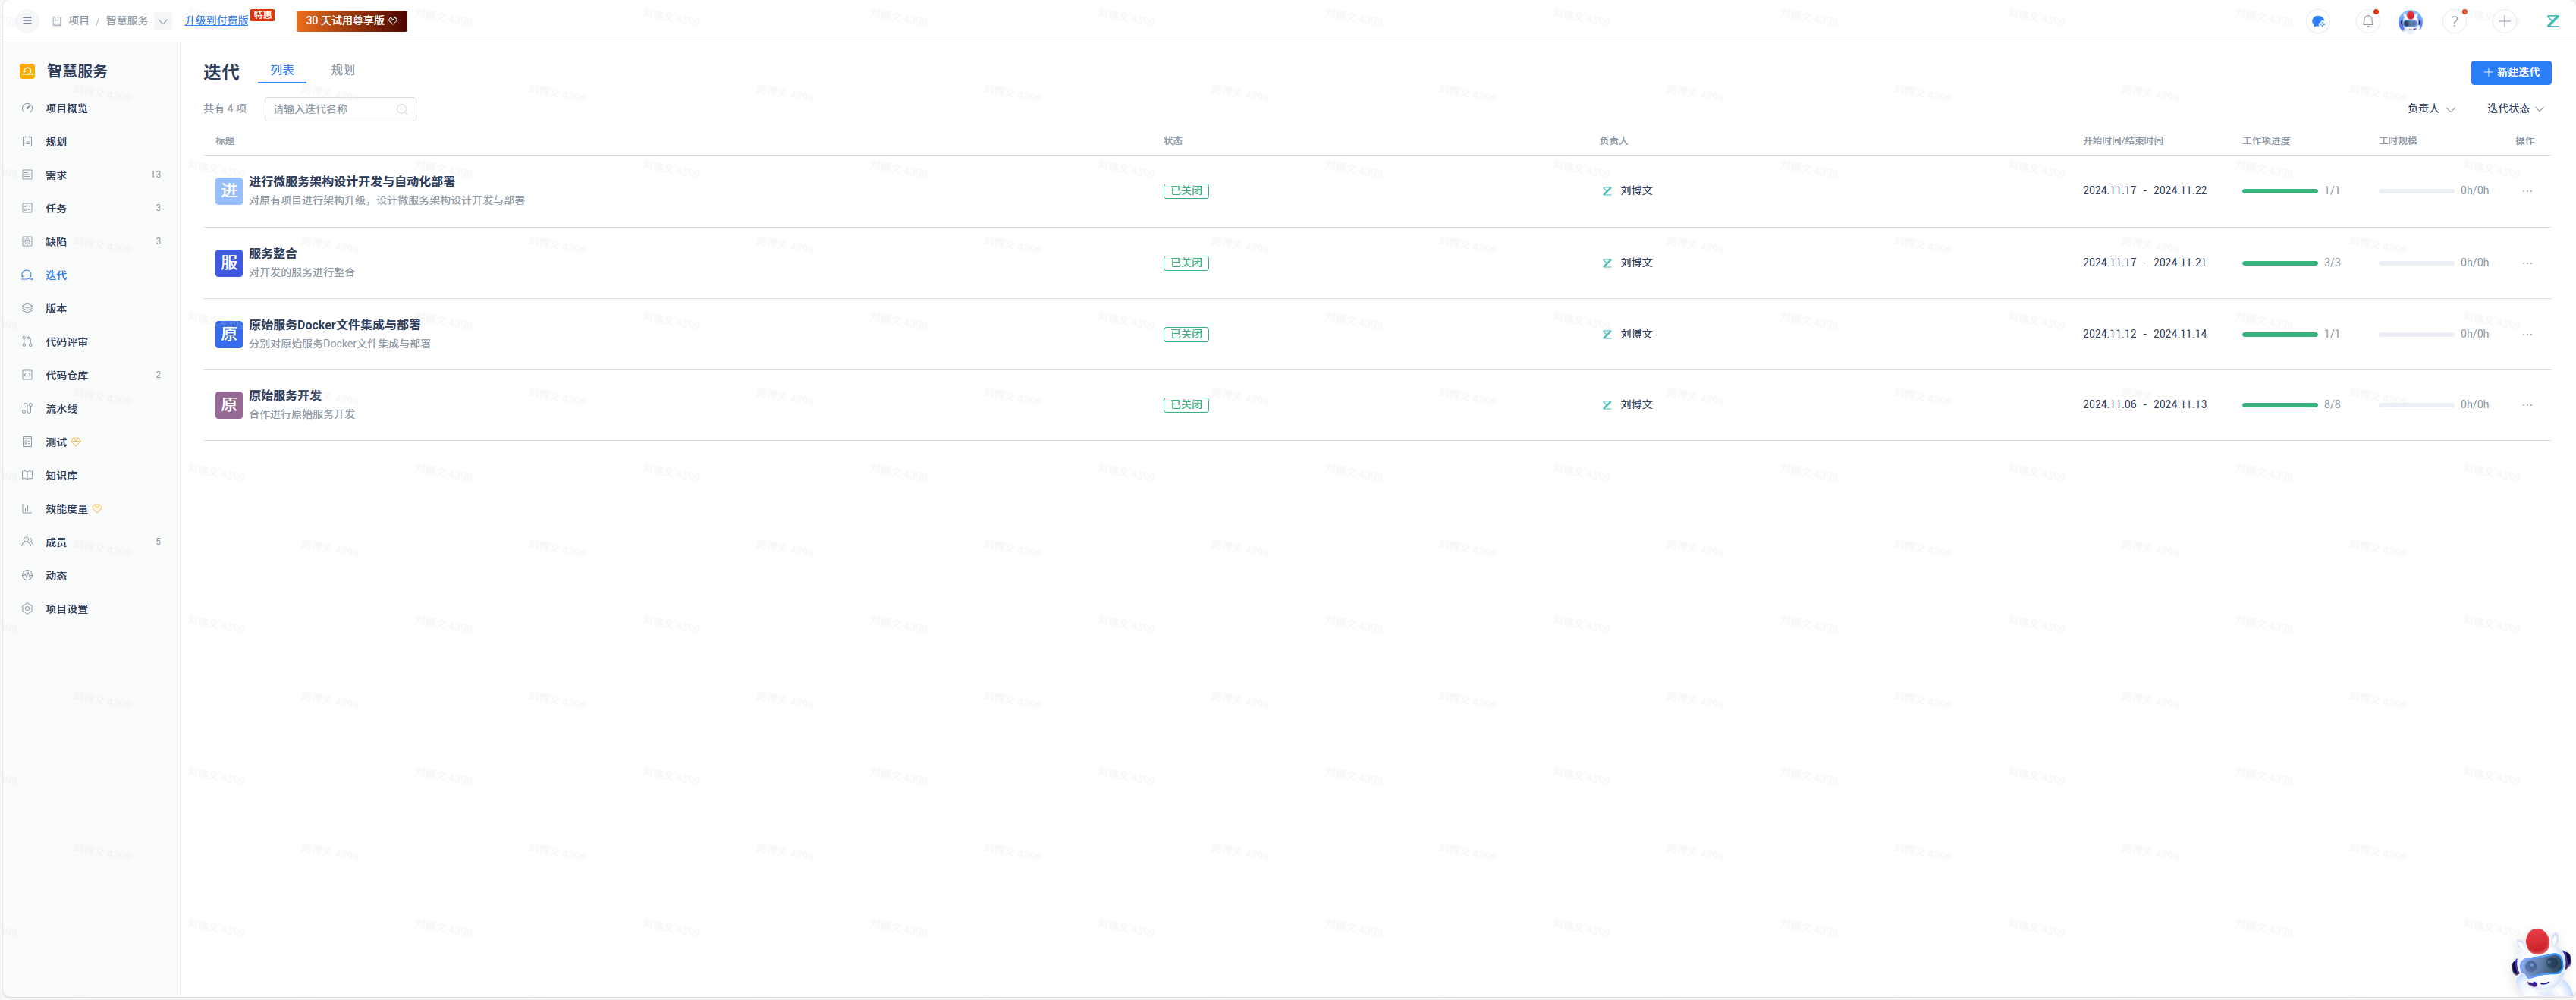 项目 / 智慧服务 升级到付费版 特惠 30 天试用尊享版
智慧服务
项目概览
规划
需求 13
任务 3
缺陷 3
迭代
版本
代码评审
代码仓库 2
流水线
测试
知识库
效能度量
成员 5
动态
项目设置
迭代 列表 规划
新建迭代
共有 4 项 请输入迭代名称 负责人 迭代状态
标题 状态 负责人 开始时间/结束时间 工作项进度 工时规模 操作
进 进行微服务架构设计开发与自动化部署
对原有项目进行架构升级，设计微服务架构设计开发与部署
已关闭 刘博文 2024.11.17 - 2024.11.22 1/1 0h/0h ...
服 服务整合
对开发的服务进行整合
已关闭 刘博文 2024.11.17 - 2024.11.21 3/3 0h/0h ...
原 原始服务Docker文件集成与部署
分别对原始服务Docker文件集成与部署
已关闭 刘博文 2024.11.12 - 2024.11.14 1/1 0h/0h ...
原 原始服务开发
合作进行原始服务开发
已关闭 刘博文 2024.11.06 - 2024.11.13 8/8 0h/0h ...
刘博文 4399